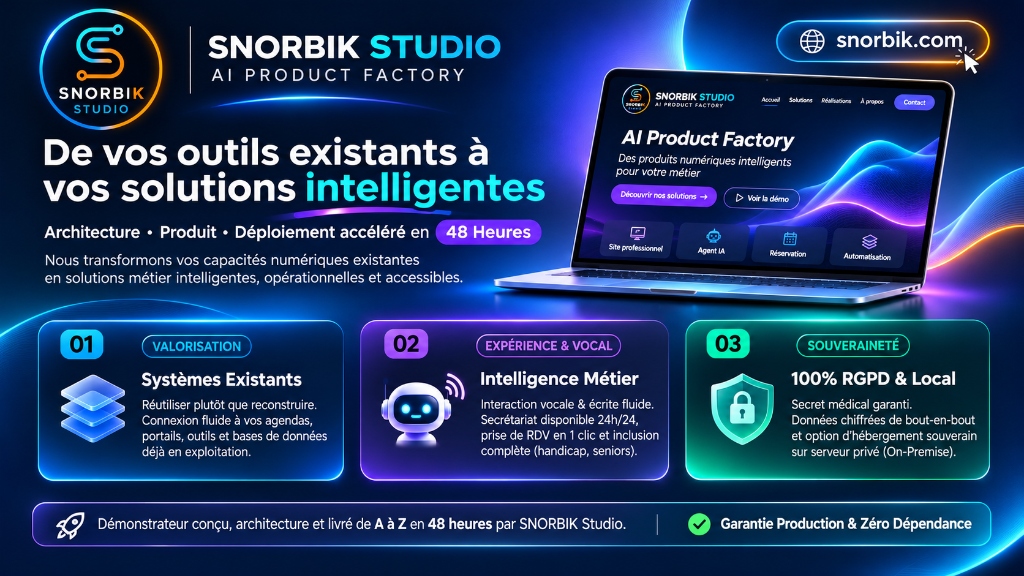 SNORBIK
STUDIO
SNORBIK STUDIO
AI PRODUCT FACTORY
snorbik.com
De vos outils existants à
vos solutions intelligentes
Architecture • Produit • Déploiement accéléré en 48 Heures
Nous transformons vos capacités numériques existantes
en solutions métier intelligentes, opérationnelles et accessibles.
SNORBIK
STUDIO
SNORBIK STUDIO
AI PRODUCT FACTORY
Accueil Solutions Réalisations À propos Contact
AI Product Factory
Des produits numériques intelligents
pour votre métier
Découvrir nos solutions → Voir la démo
Site professionnel Agent IA Réservation Automatisation
01 VALORISATION
Systèmes Existants
Réutiliser plutôt que reconstruire.
Connexion fluide à vos agendas,
portails, outils et bases de données
déjà en exploitation.
02 EXPÉRIENCE & VOCAL
Intelligence Métier
Interaction vocale & écrite fluide.
Secrétariat disponible 24h/24,
prise de RDV en 1 clic et inclusion
complète (handicap, seniors).
03 SOUVERAINETÉ
100% RGPD & Local
Secret médical garanti.
Données chiffrées de bout-en-bout
et option d'hébergement souverain
sur serveur privé (On-Premise).
Démonstrateur conçu, architecture et livré de A à Z en 48 heures par SNORBIK Studio.
Garantie Production & Zéro Dépendance